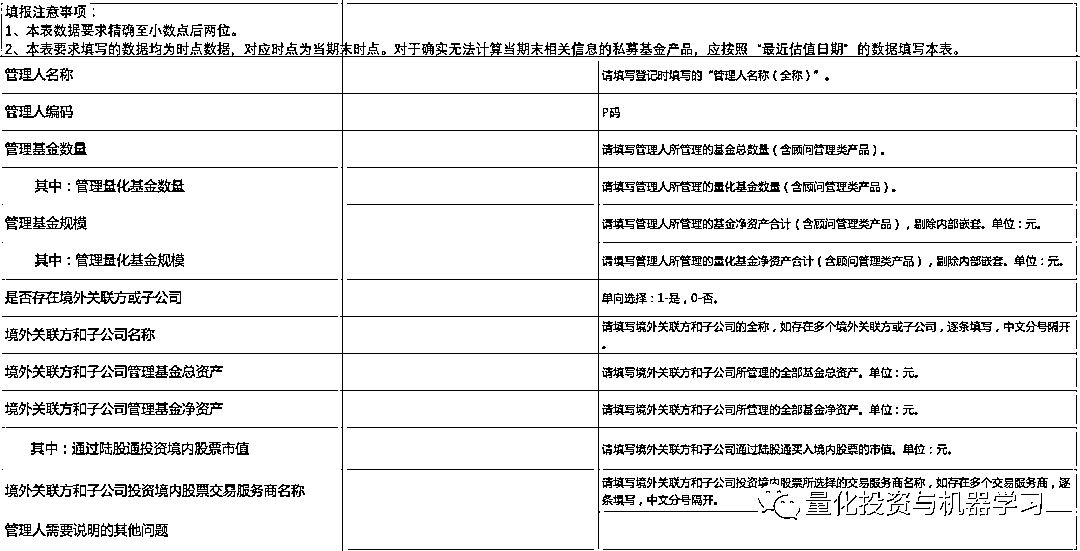 填报注意事项：
1、本表数据要求精确至小数点后两位。
2、本表要求填写的数据均为时点数据，对应时点为当期末时点。对于确实无法计算当期末相关信息的私募基金产品，应按照“最近估值日期”的数据填写本表。
管理人名称
请填写登记时填写的“管理人名称（全称）”。
管理人编码
P码
管理基金数量
请填写管理人所管理的基金总数量（含顾问管理类产品）。
其中：管理量化基金数量
请填写管理人所管理的量化基金数量（含顾问管理类产品）。
管理基金规模
请填写管理人所管理的基金净资产合计（含顾问管理类产品），剔除内部嵌套。单位：元。
其中：管理量化基金规模
请填写管理人所管理的量化基金净资产合计（含顾问管理类产品），剔除内部嵌套。单位：元。
是否存在境外关联方或子公司
单向选择：1-是，0-否。
境外关联方和子公司名称
请填写境外关联方和子公司的全称，如存在多个境外关联方或子公司，逐条填写，中文分号隔开
。
境外关联方和子公司管理基金总资产
请填写境外关联方和子公司所管理的全部基金总资产。单位：元。
境外关联方和子公司管理基金净资产
请填写境外关联方和子公司所管理的全部基金净资产。单位：元。
其中：通过陆股通投资境内股票市值
请填写境外关联方和子公司通过陆股通买入境内股票的市值。单位：元。
境外关联方和子公司投资境内股票交易服务商名称
请填写境外关联方和子公司投资境内股票所选择的交易服务商名称，如存在多个交易服务商，逐
条填写，中文分号隔开。
管理人需要说明的其他问题
量化投资与机器学习